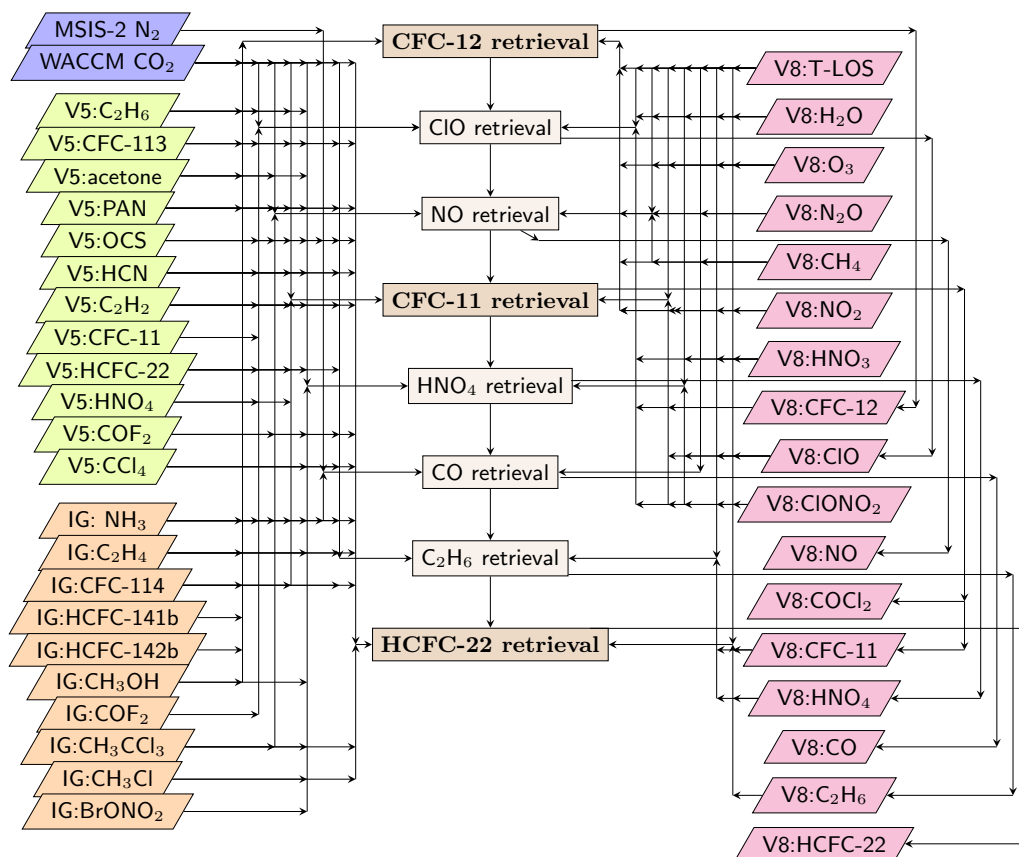 MSIS-2 N₂
WACCM CO₂
V5:C₂H₆
V5:CFC-113
V5:acetone
V5:PAN
V5:OCS
V5:HCN
V5:C₂H₂
V5:CFC-11
V5:HCFC-22
V5:HNO₄
V5:COF₂
V5:CCl₄
IG: NH₃
IG:C₂H₄
IG:CFC-114
IG:HCFC-141b
IG:HCFC-142b
IG:CH₃OH
IG:COF₂
IG:CH₃CCl₃
IG:CH₃Cl
IG:BrONO₂
CFC-12 retrieval
ClO retrieval
NO retrieval
CFC-11 retrieval
HNO₄ retrieval
CO retrieval
C₂H₆ retrieval
HCFC-22 retrieval
V8:T-LOS
V8:H₂O
V8:O₃
V8:N₂O
V8:CH₄
V8:NO₂
V8:HNO₃
V8:CFC-12
V8:ClO
V8:ClONO₂
V8:NO
V8:COCl₂
V8:CFC-11
V8:HNO₄
V8:CO
V8:C₂H₆
V8:HCFC-22